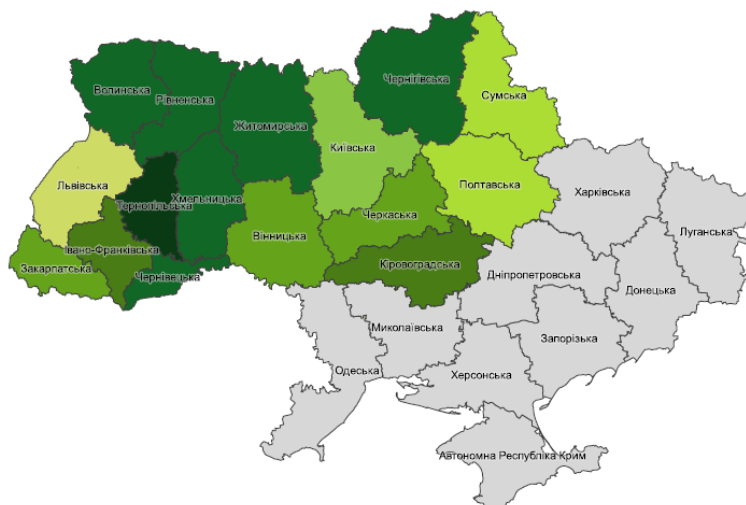 Чернігівська
Волинська
Рівненська
Сумська
Житомирська
Київська
Львівська
Полтавська
Харківська
Тернопільська
Хмельницька
Черкаська
Луганська
Вінницька
Івано-Франківська
Закарпатська
Чернівецька
Кіровоградська
Дніпропетровська
Донецька
Миколаївська
Запорізька
Одеська
Херсонська
Автономна Республіка Крим